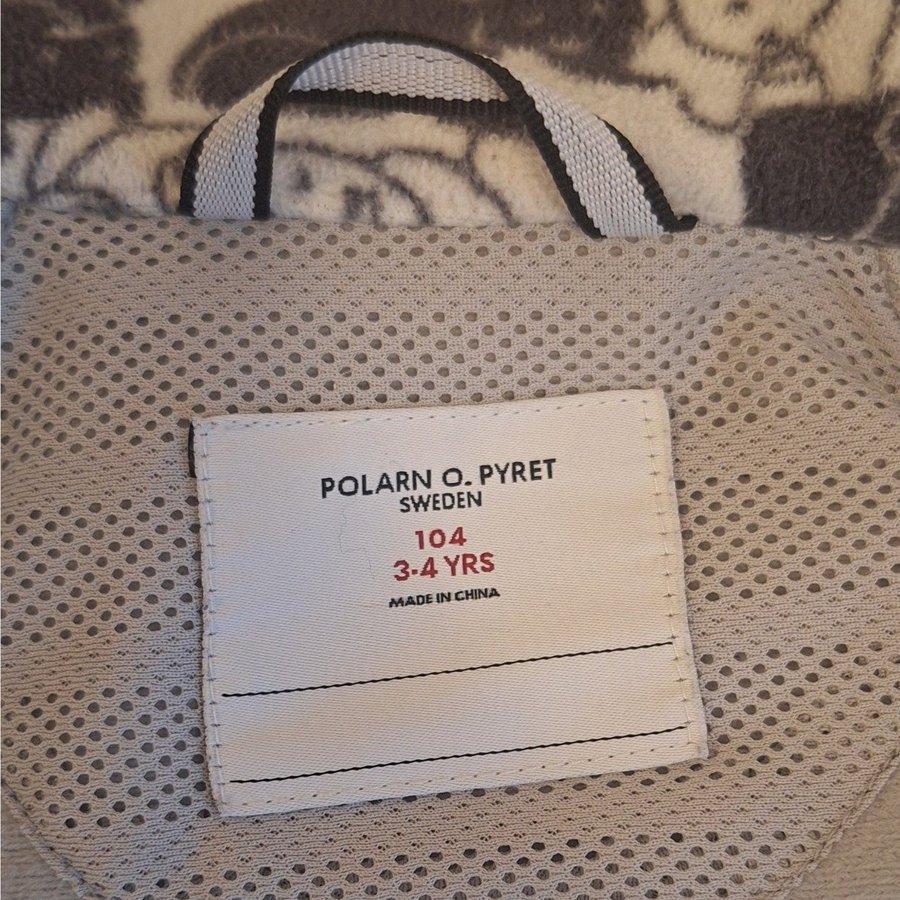 POLARN O. PYRET
SWEDEN
104
3-4 YRS
MADE IN CHINA